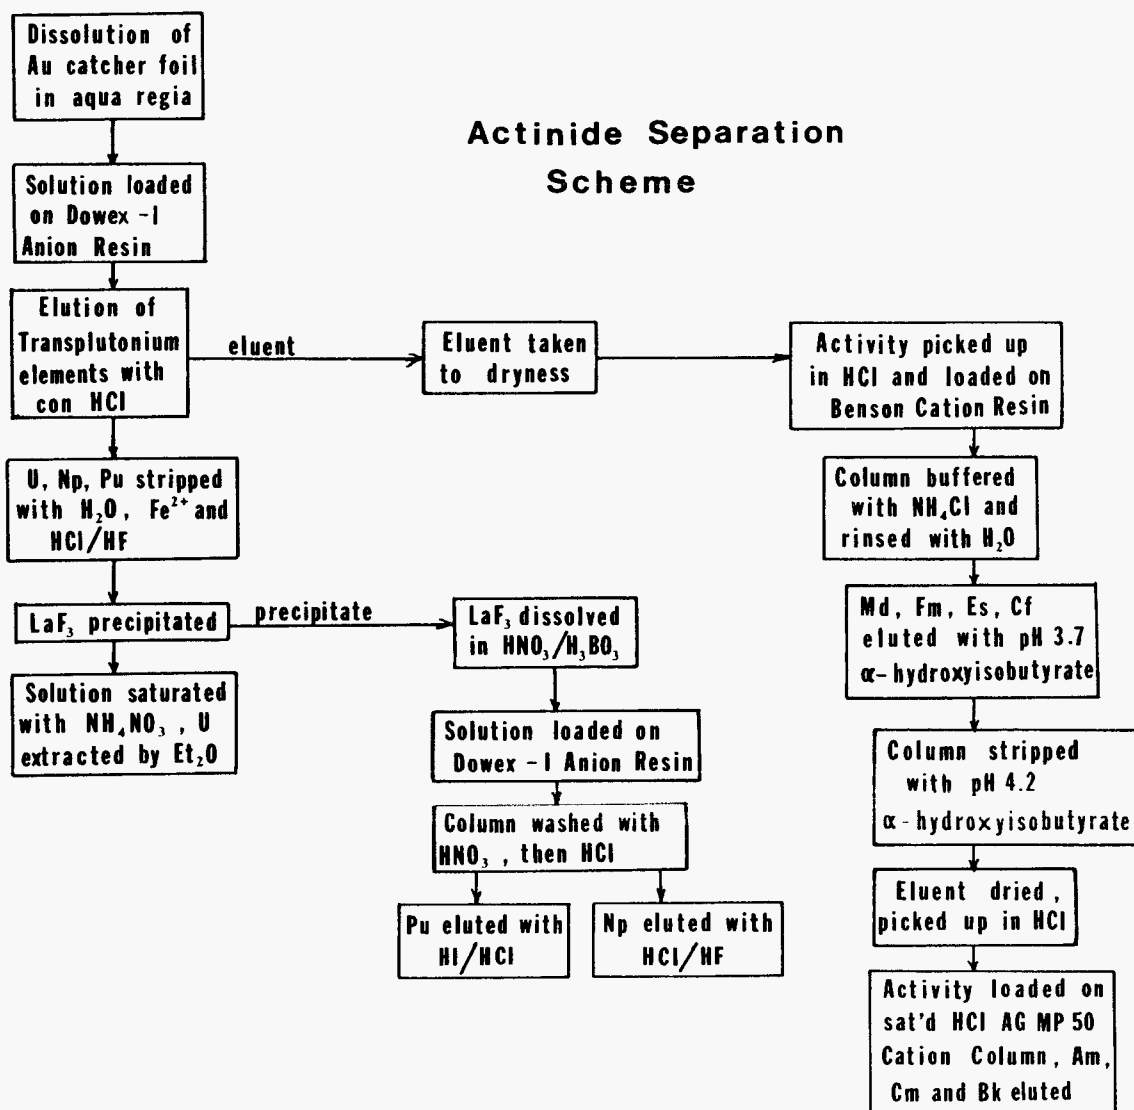 Actinide Separation
Scheme
Dissolution of
Au catcher foil
in aqua regia
Solution loaded
on Dowex -1
Anion Resin
Elution of
Transplutonium
elements with
con HCl
eluent
Eluent taken
to dryness
Activity picked up
in HCl and loaded on
Benson Cation Resin
U, Np, Pu stripped
with H₂O, Fe²⁺ and
HCl/HF
Column buffered
with NH₄Cl and
rinsed with H₂O
LaF₃ precipitated
precipitate
LaF₃ dissolved
in HNO₃/H₃BO₃
Md, Fm, Es, Cf
eluted with pH 3.7
α-hydroxyisobutyrate
Solution saturated
with NH₄NO₃, U
extracted by Et₂O
Solution loaded on
Dowex -1 Anion Resin
Column stripped
with pH 4.2
α-hydroxyisobutyrate
Column washed with
HNO₃, then HCl
Pu eluted with
HI/HCl
Np eluted with
HCl/HF
Eluent dried,
picked up in HCl
Activity loaded on
sat'd HCl AG MP 50
Cation Column, Am,
Cm and Bk eluted